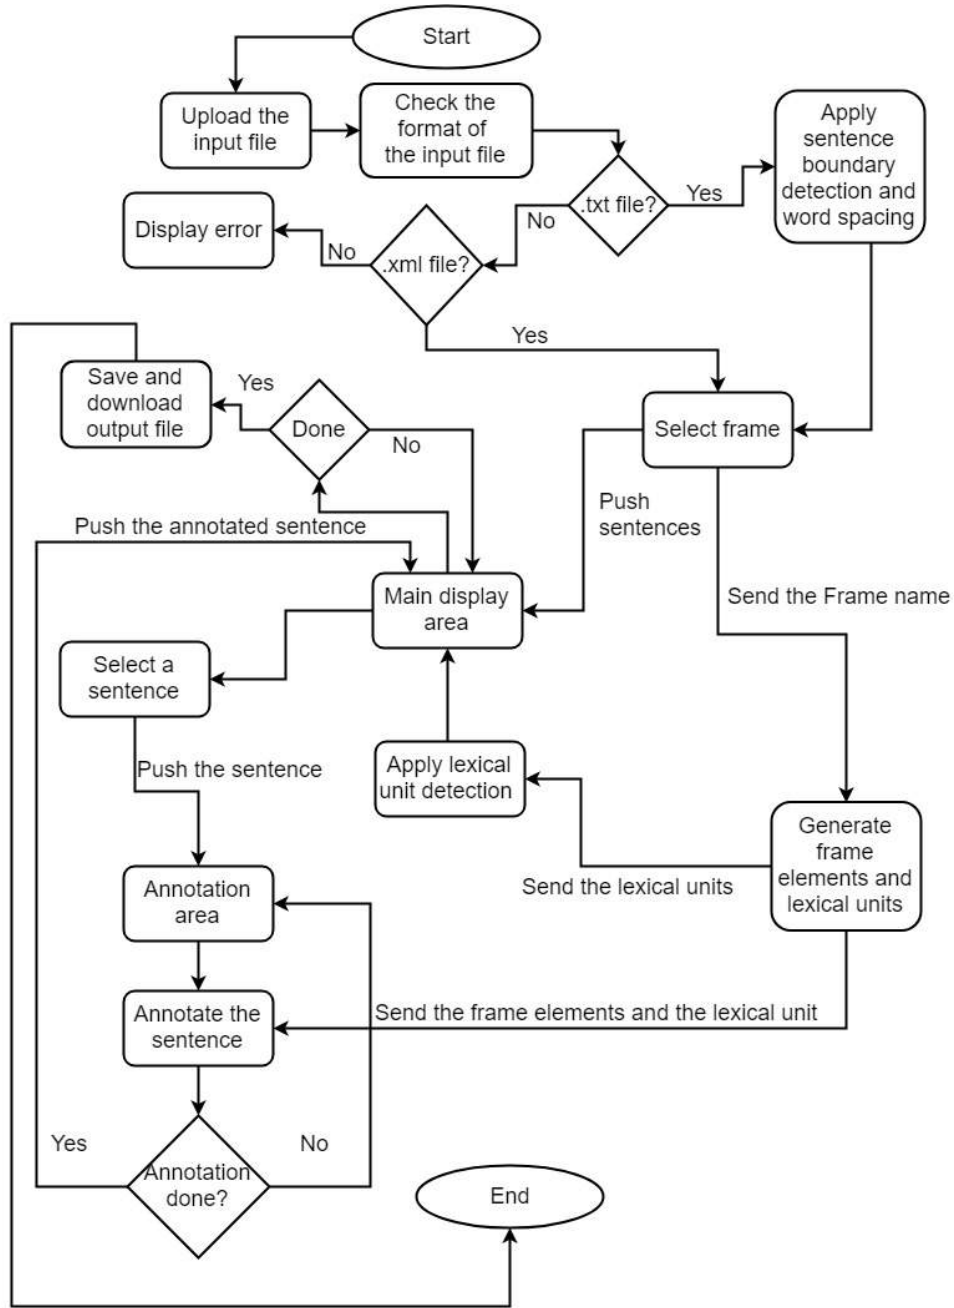 Start
Upload the
input file
Check the
format of
the input file
Apply
sentence
boundary
detection and
word spacing
.txt file?
Yes
No
Display error
No
.xml file?
Yes
Save and
download
output file
Yes
Done
No
Select frame
Push
sentences
Push the annotated sentence
Main display
area
Send the Frame name
Select a
sentence
Push the sentence
Apply lexical
unit detection
Generate
frame
elements and
lexical units
Send the lexical units
Annotation
area
Annotate the
sentence
Send the frame elements and the lexical unit
Yes
No
Annotation
done?
End